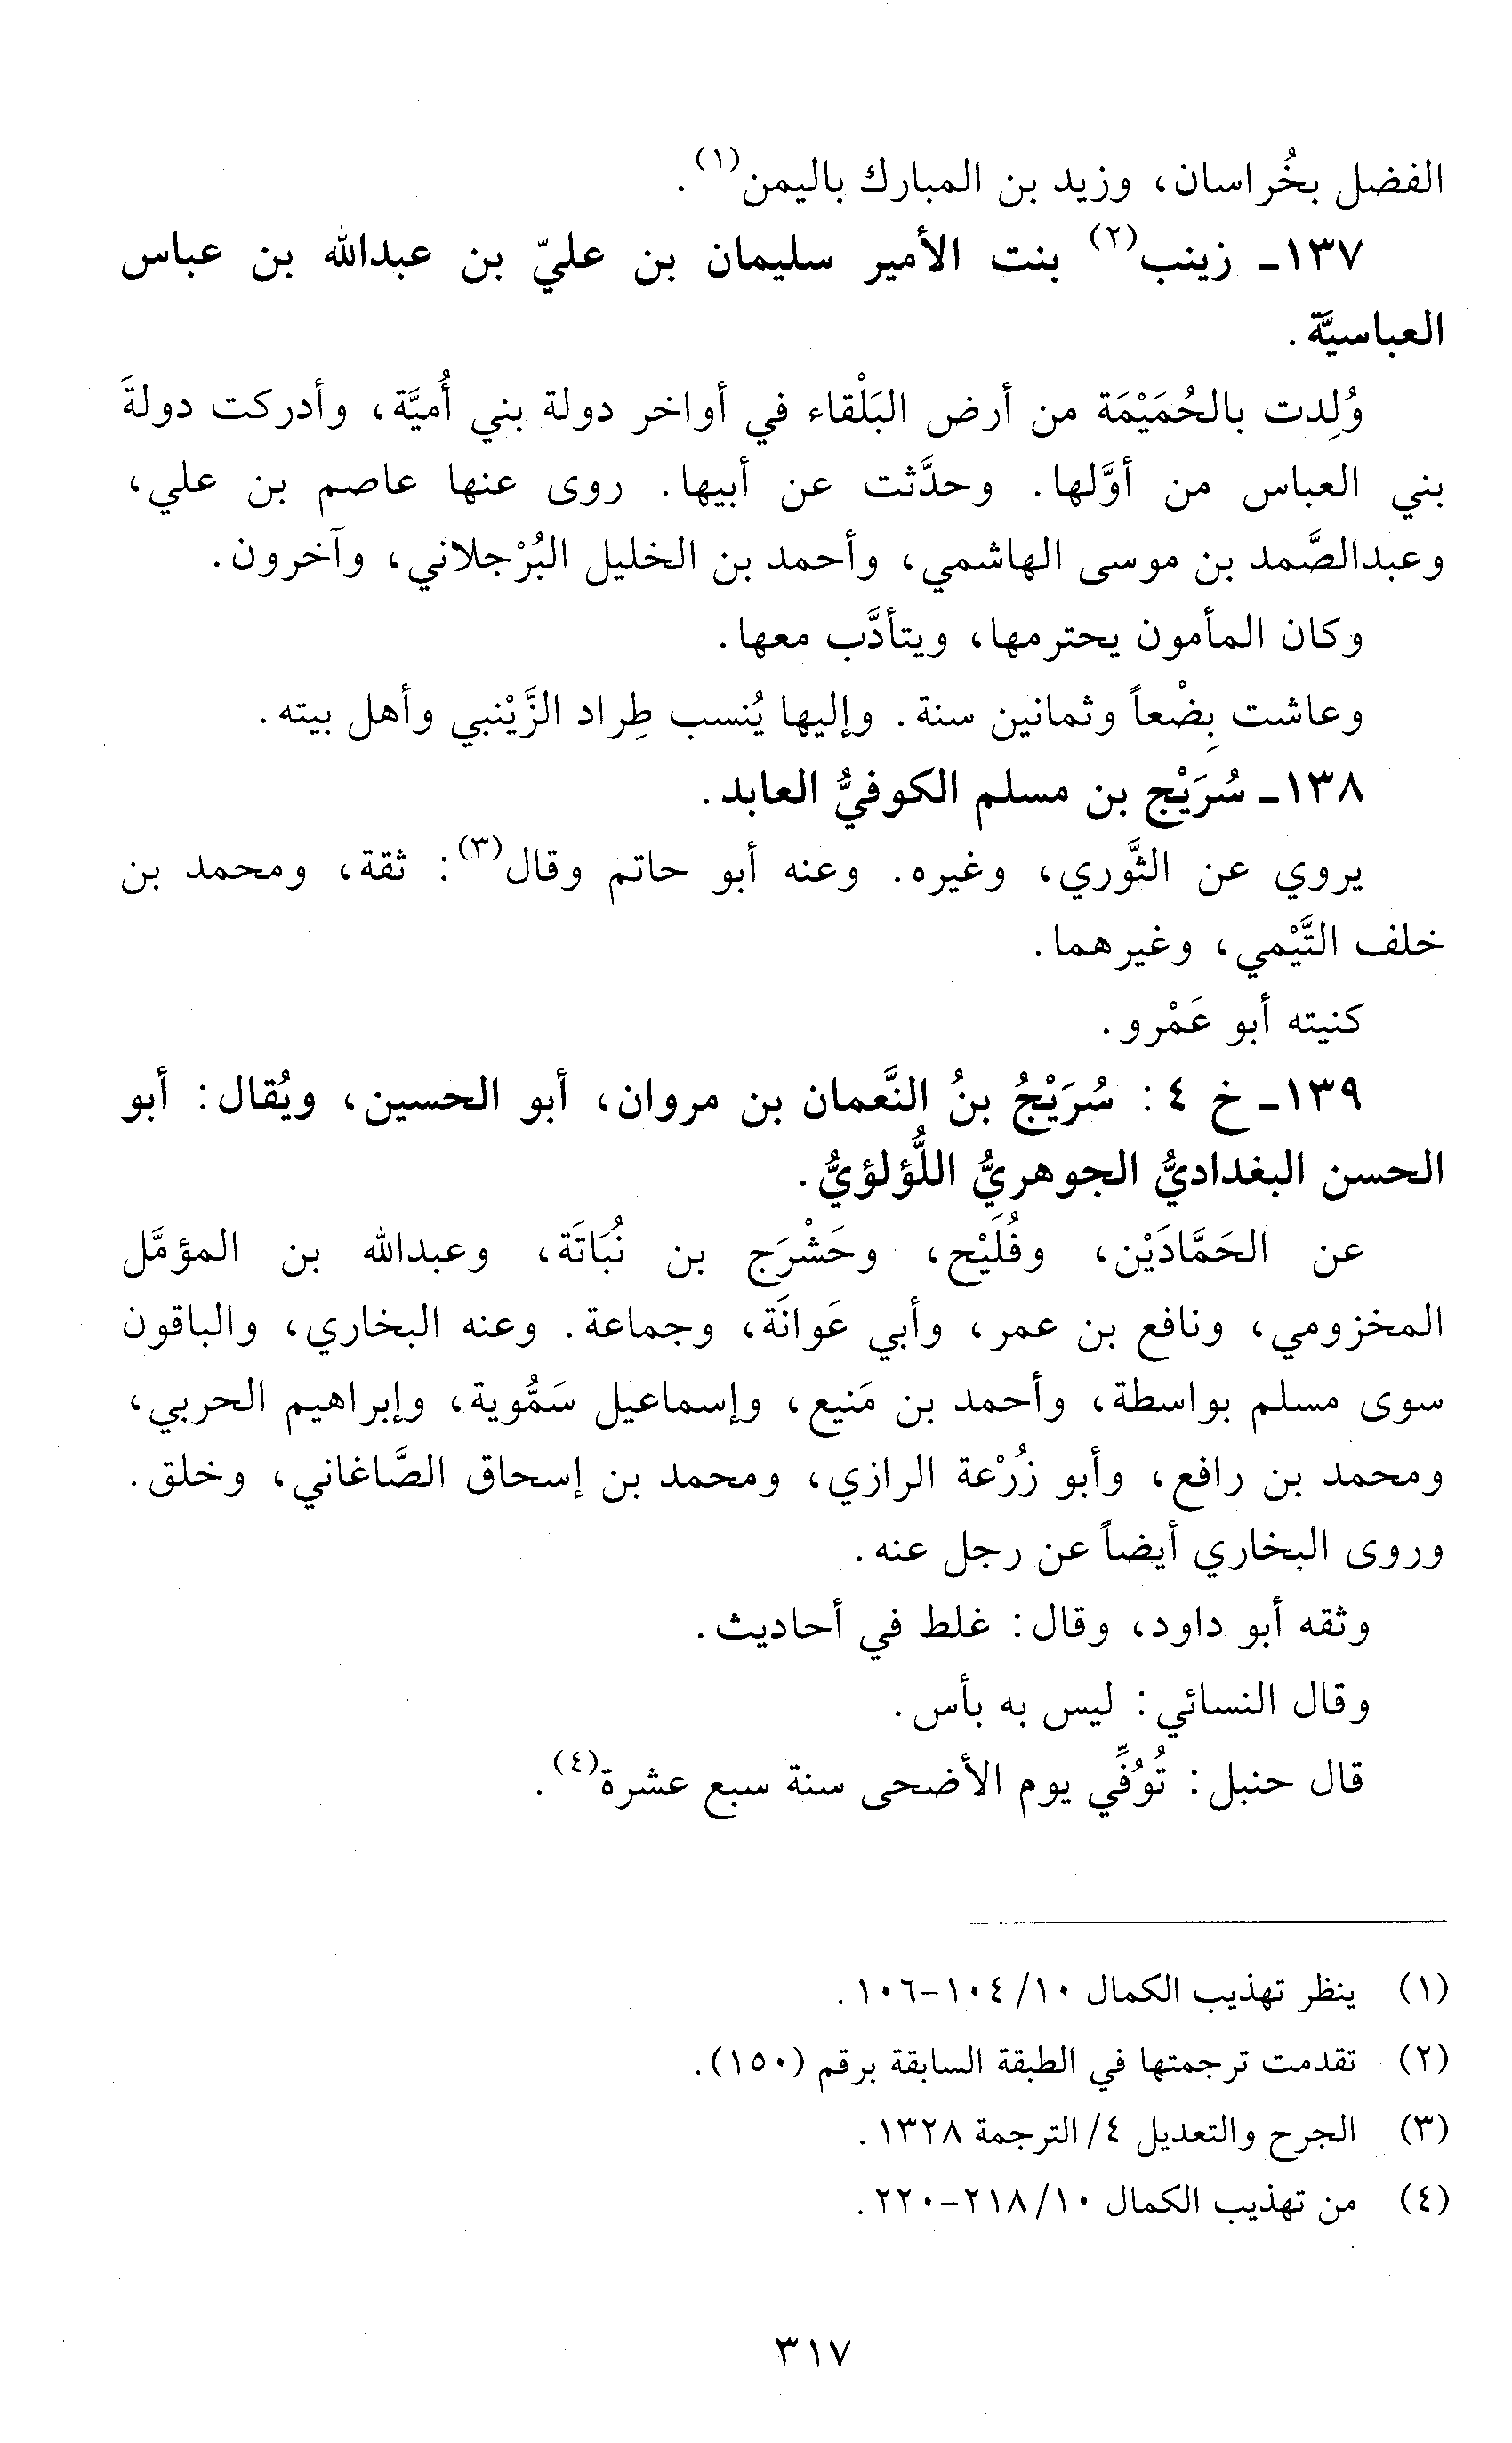 الفضل بخُراسان، وزيد بن المبارك باليمن(١).
١٣٧- زينب(٢) بنت الأمير سليمان بن عليّ بن عبدالله بن عباس
العباسيَّة.
وُلِدت بالحُمَيْمَة من أرض البَلْقاء في أواخر دولة بني أُميَّة، وأدركت دولةَ
بني العباس من أوَّلها. وحدَّثت عن أبيها. روى عنها عاصم بن علي،
وعبدالصَّمد بن موسى الهاشمي، وأحمد بن الخليل البُرْجلاني، وآخرون.
وكان المأمون يحترمها، ويتأدَّب معها.
وعاشت بِضْعاً وثمانين سنة. وإليها يُنسب طِراد الزَّيْنبي وأهل بيته.
١٣٨- سُرَيْج بن مسلم الكوفيُّ العابد.
يروي عن الثَّوري، وغيره. وعنه أبو حاتم وقال(٣): ثقة، ومحمد بن
خلف التَّيْمي، وغيرهما.
كنيته أبو عَمْرو.
١٣٩- خ ٤: سُرَيْجُ بنُ النَّعمان بن مروان، أبو الحسين، ويُقال: أبو
الحسن البغداديُّ الجوهريُّ اللُّؤلؤيُّ.
عن الحَمَّادَيْن، وفُلَيْح، وحَشْرَج بن نُبَاتَة، وعبدالله بن المؤمَّل
المخزومي، ونافع بن عمر، وأبي عَوانَة، وجماعة. وعنه البخاري، والباقون
سوى مسلم بواسطة، وأحمد بن مَنيع، وإسماعيل سَمُّوية، وإبراهيم الحربي،
ومحمد بن رافع، وأبو زُرْعة الرازي، ومحمد بن إسحاق الصَّاغاني، وخلق.
وروى البخاري أيضاً عن رجل عنه.
وثقه أبو داود، وقال: غلط في أحاديث.
وقال النسائي: ليس به بأس.
قال حنبل: تُوُفِّي يوم الأضحى سنة سبع عشرة(٤).
(١) ينظر تهذيب الكمال ١٠/ ١٠٤-١٠٦.
(٢) تقدمت ترجمتها في الطبقة السابقة برقم (١٥٠).
(٣) الجرح والتعديل ٤/ الترجمة ١٣٢٨.
(٤) من تهذيب الكمال ١٠/ ٢١٨-٢٢٠.
٣١٧